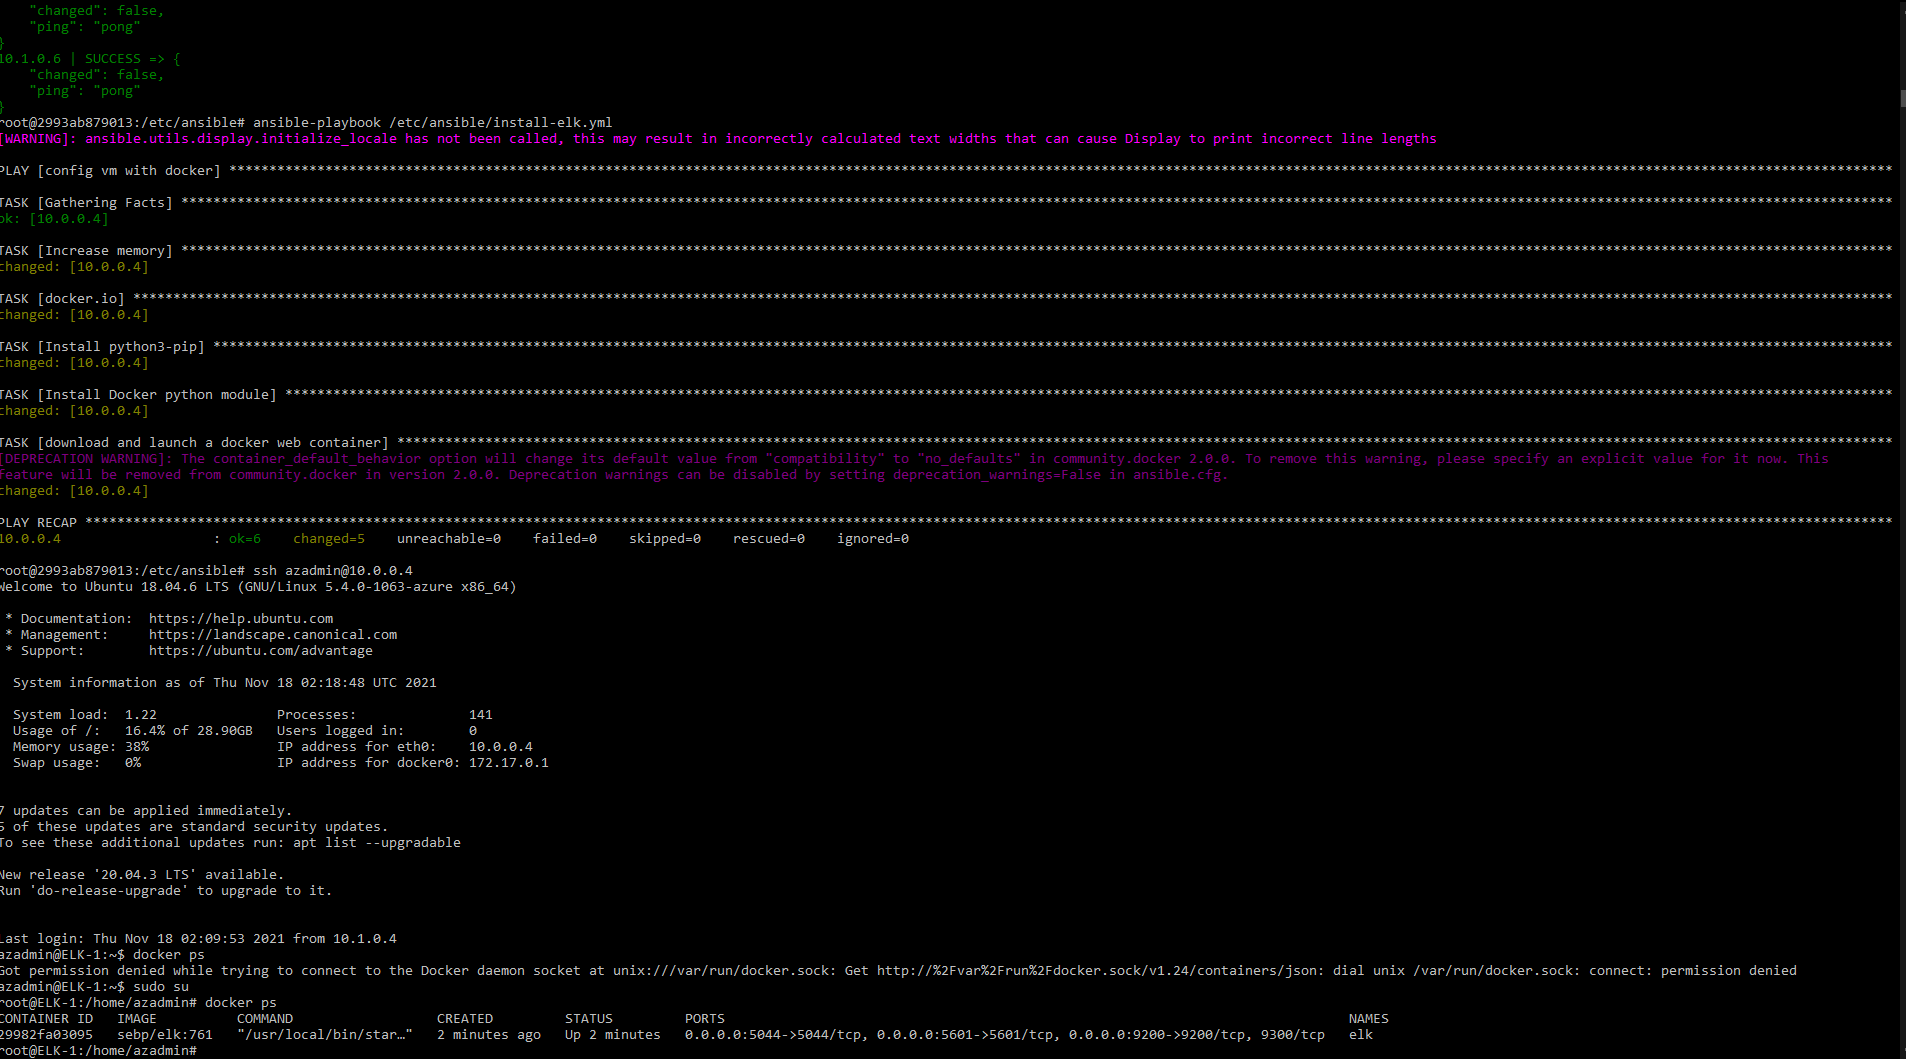 "changed": false,
    "ping": "pong"
}
10.1.0.6 | SUCCESS => {
    "changed": false,
    "ping": "pong"
}
root@2993ab879013:/etc/ansible# ansible-playbook /etc/ansible/install-elk.yml
[WARNING]: ansible.utils.display.initialize_locale has not been called, this may result in incorrectly calculated text widths that can cause Display to print incorrect line lengths
PLAY [config vm with docker] ****************************************************************************************************************************************************************************************************************
TASK [Gathering Facts] **********************************************************************************************************************************************************************************************************************
ok: [10.0.0.4]
TASK [Increase memory] **********************************************************************************************************************************************************************************************************************
changed: [10.0.0.4]
TASK [docker.io] ****************************************************************************************************************************************************************************************************************************
changed: [10.0.0.4]
TASK [Install python3-pip] ******************************************************************************************************************************************************************************************************************
changed: [10.0.0.4]
TASK [Install Docker python module] *********************************************************************************************************************************************************************************************************
changed: [10.0.0.4]
TASK [download and launch a docker web container] *******************************************************************************************************************************************************************************************
[DEPRECATION WARNING]: The container_default_behavior option will change its default value from "compatibility" to "no_defaults" in community.docker 2.0.0. To remove this warning, please specify an explicit value for it now. This
feature will be removed from community.docker in version 2.0.0. Deprecation warnings can be disabled by setting deprecation_warnings=False in ansible.cfg.
changed: [10.0.0.4]
PLAY RECAP **********************************************************************************************************************************************************************************************************************************
10.0.0.4                   : ok=6    changed=5    unreachable=0    failed=0    skipped=0    rescued=0    ignored=0
root@2993ab879013:/etc/ansible# ssh azadmin@10.0.0.4
Welcome to Ubuntu 18.04.6 LTS (GNU/Linux 5.4.0-1063-azure x86_64)
 * Documentation:  https://help.ubuntu.com
 * Management:     https://landscape.canonical.com
 * Support:        https://ubuntu.com/advantage
  System information as of Thu Nov 18 02:18:48 UTC 2021
  System load:  1.22               Processes:              141
  Usage of /:   16.4% of 28.90GB   Users logged in:        0
  Memory usage: 38%                IP address for eth0:    10.0.0.4
  Swap usage:   0%                 IP address for docker0: 172.17.0.1
7 updates can be applied immediately.
5 of these updates are standard security updates.
To see these additional updates run: apt list --upgradable
New release '20.04.3 LTS' available.
Run 'do-release-upgrade' to upgrade to it.
Last login: Thu Nov 18 02:09:53 2021 from 10.1.0.4
azadmin@ELK-1:~$ docker ps
Got permission denied while trying to connect to the Docker daemon socket at unix:///var/run/docker.sock: Get http://%2Fvar%2Frun%2Fdocker.sock/v1.24/containers/json: dial unix /var/run/docker.sock: connect: permission denied
azadmin@ELK-1:~$ sudo su
root@ELK-1:/home/azadmin# docker ps
CONTAINER ID   IMAGE          COMMAND                  CREATED         STATUS         PORTS                                                                              NAMES
29982fa03095   sebp/elk:761   "/usr/local/bin/star…"   2 minutes ago   Up 2 minutes   0.0.0.0:5044->5044/tcp, 0.0.0.0:5601->5601/tcp, 0.0.0.0:9200->9200/tcp, 9300/tcp   elk
root@ELK-1:/home/azadmin#